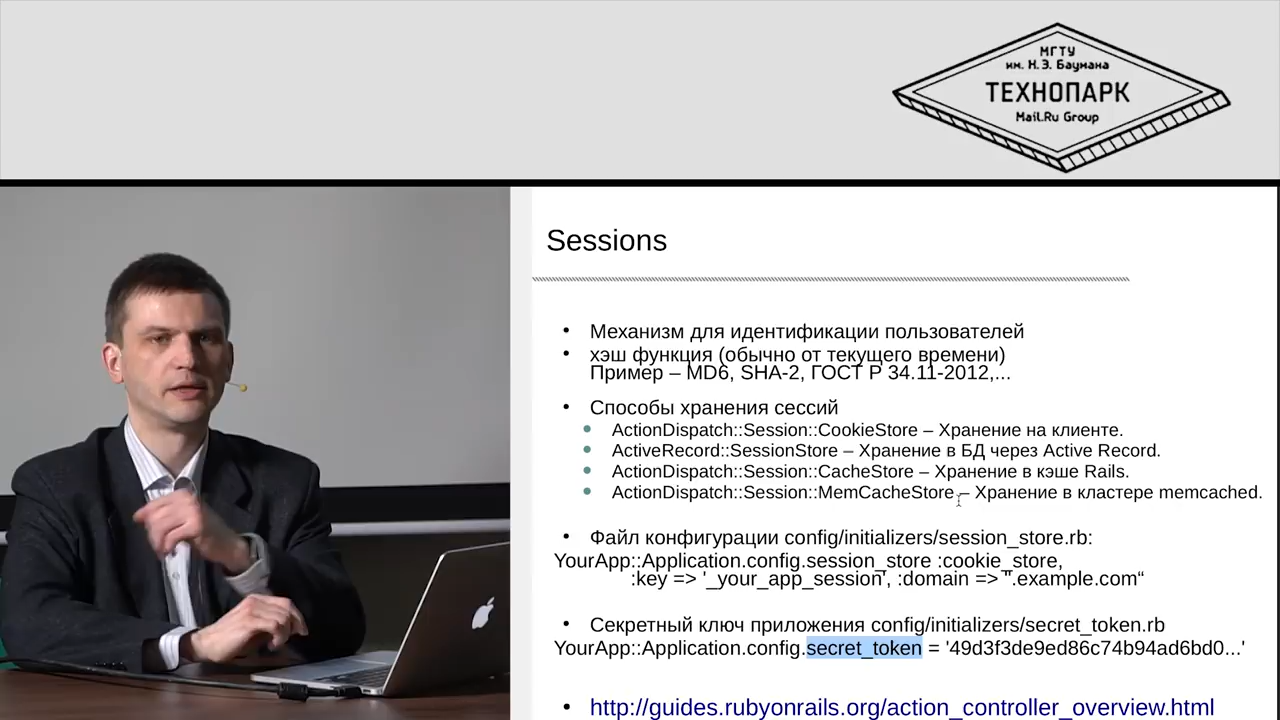 МГТУ
им. Н.Э. Баумана
ТЕХНОПАРК
Mail.Ru Group
Sessions
• Механизм для идентификации пользователей
• хэш функция (обычно от текущего времени)
Пример – MD6, SHA-2, ГОСТ Р 34.11-2012,...
• Способы хранения сессий
• ActionDispatch::Session::CookieStore – Хранение на клиенте.
• ActiveRecord::SessionStore – Хранение в БД через Active Record.
• ActionDispatch::Session::CacheStore – Хранение в кэше Rails.
• ActionDispatch::Session::MemCacheStore – Хранение в кластере memcached.
• Файл конфигурации config/initializers/session_store.rb:
YourApp::Application.config.session_store :cookie_store,
:key => '_your_app_session', :domain => ".example.com“
• Секретный ключ приложения config/initializers/secret_token.rb
YourApp::Application.config.secret_token = '49d3f3de9ed86c74b94ad6bd0...'
• http://guides.rubyonrails.org/action_controller_overview.html